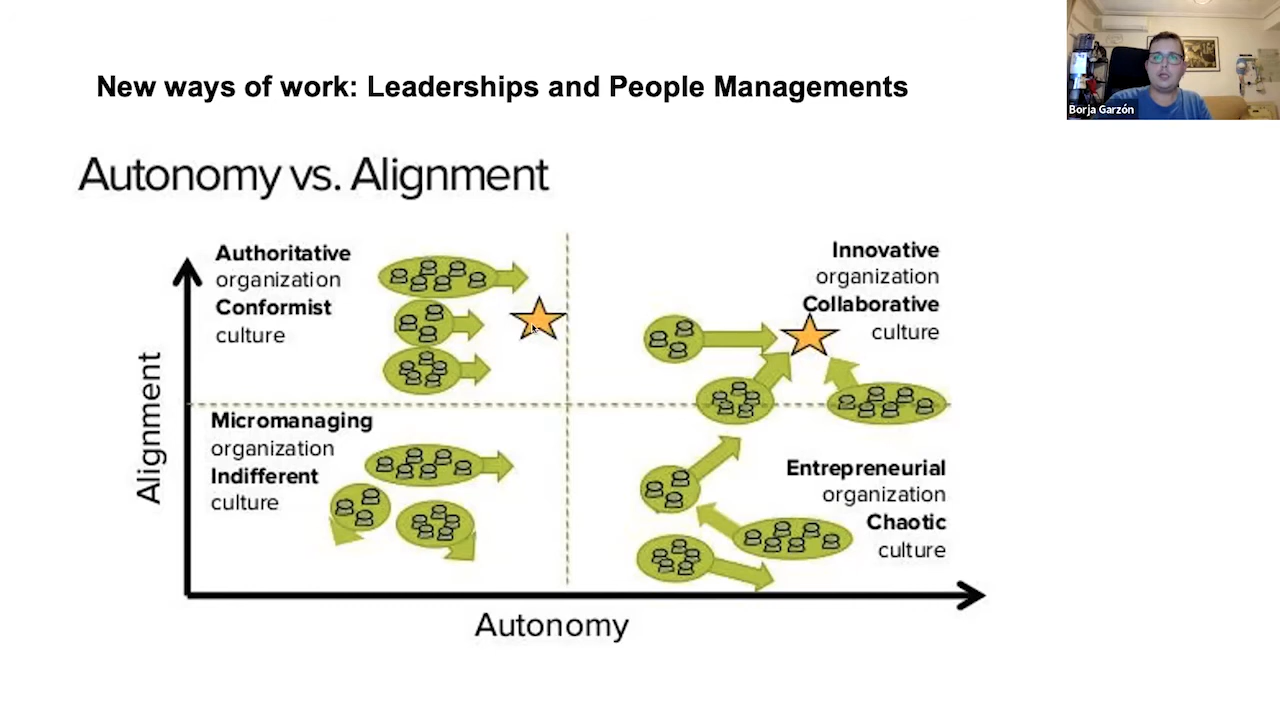 New ways of work: Leaderships and People Managements
Borja Garzón
Autonomy vs. Alignment
Authoritative
organization
Conformist
culture
Innovative
organization
Collaborative
culture
Micromanaging
organization
Indifferent
culture
Entrepreneurial
organization
Chaotic
culture
Alignment
Autonomy